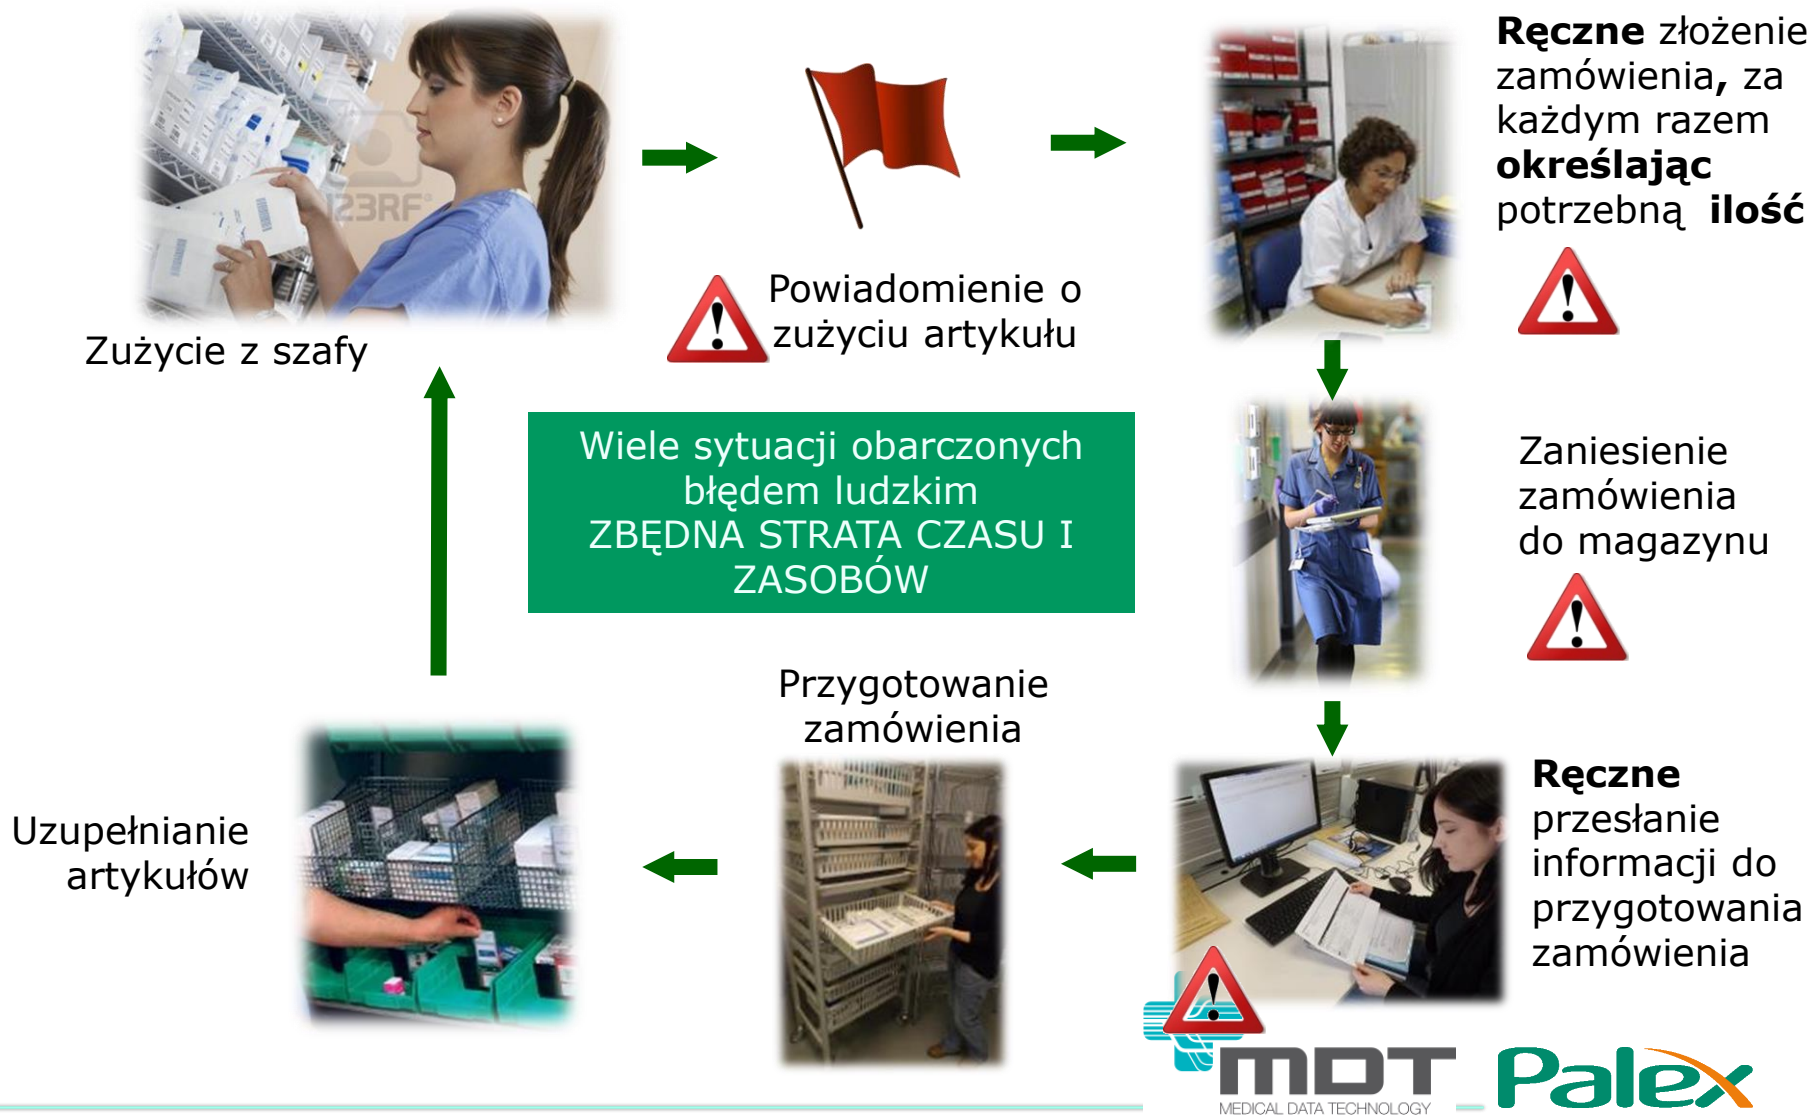 Zużycie z szafy
Powiadomienie o
zużyciu artykułu
Ręczne złożenie
zamówienia, za
każdym razem
określając
potrzebną ilość
Zaniesienie
zamówienia
do magazynu
Ręczne
przesłanie
informacji do
przygotowania
zamówienia
Przygotowanie
zamówienia
Uzupełnianie
artykułów
Wiele sytuacji obarczonych
błędem ludzkim
ZBĘDNA STRATA CZASU I
ZASOBÓW
123RF
MDT
MEDICAL DATA TECHNOLOGY
Palex